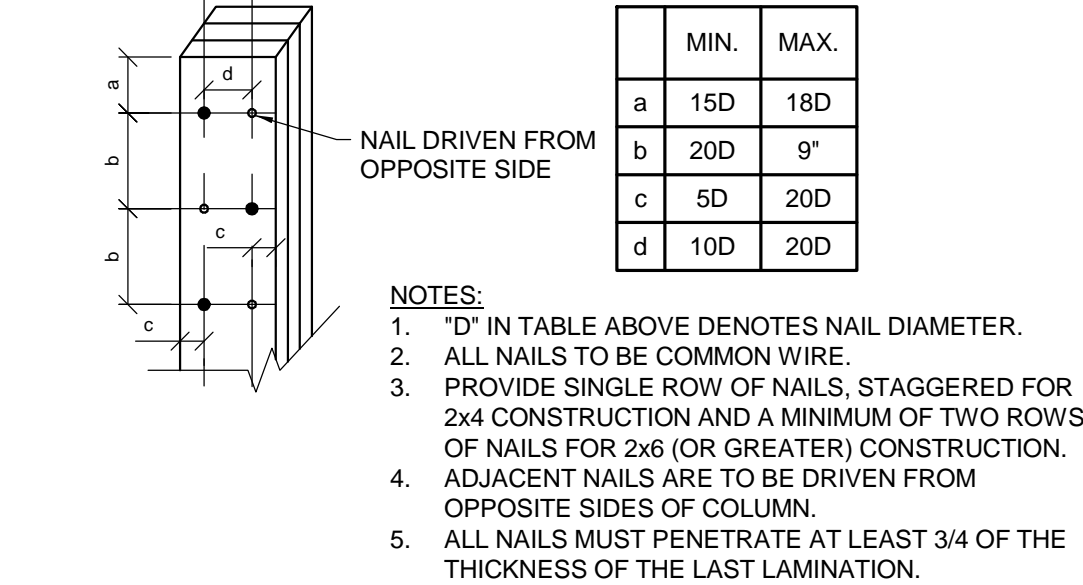 MIN. MAX.
a 15D 18D
b 20D 9"
c 5D 20D
d 10D 20D
a
d
b
b
c
c
NAIL DRIVEN FROM
OPPOSITE SIDE
NOTES:
1. "D" IN TABLE ABOVE DENOTES NAIL DIAMETER.
2. ALL NAILS TO BE COMMON WIRE.
3. PROVIDE SINGLE ROW OF NAILS, STAGGERED FOR
2x4 CONSTRUCTION AND A MINIMUM OF TWO ROWS
OF NAILS FOR 2x6 (OR GREATER) CONSTRUCTION.
4. ADJACENT NAILS ARE TO BE DRIVEN FROM
OPPOSITE SIDES OF COLUMN.
5. ALL NAILS MUST PENETRATE AT LEAST 3/4 OF THE
THICKNESS OF THE LAST LAMINATION.